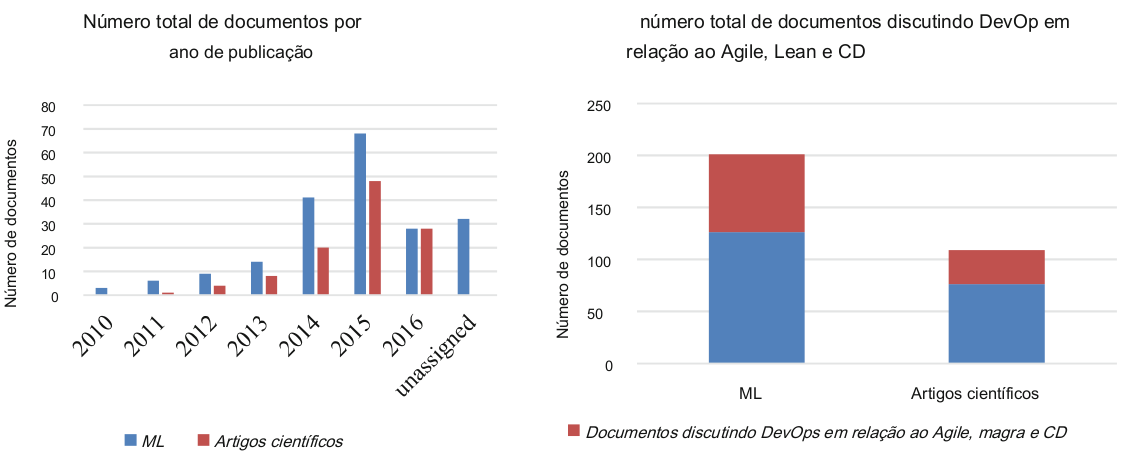 Número total de documentos por
ano de publicação
Número de documentos
80
70
60
50
40
30
20
10
0
2010
2011
2012
2013
2014
2015
2016
unassigned
ML
Artigos científicos
número total de documentos discutindo DevOp em
relação ao Agile, Lean e CD
Número de documentos
250
200
150
100
50
0
ML
Artigos científicos
Documentos discutindo DevOps em relação ao Agile, magra e CD